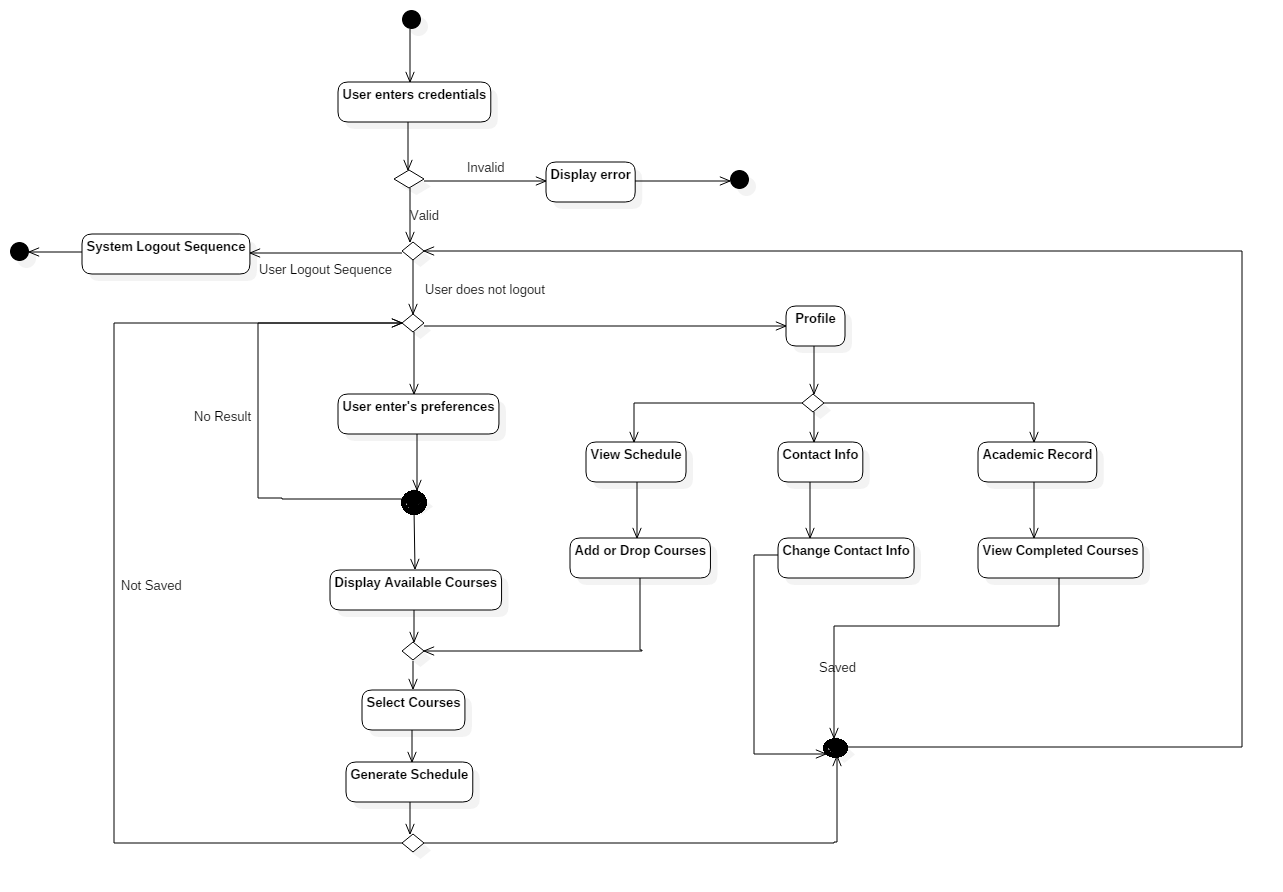 User enters credentials
Invalid
Display error
Valid
System Logout Sequence
User Logout Sequence
User does not logout
Profile
No Result
User enter's preferences
View Schedule
Contact Info
Academic Record
Add or Drop Courses
Change Contact Info
View Completed Courses
Not Saved
Display Available Courses
Saved
Select Courses
Generate Schedule